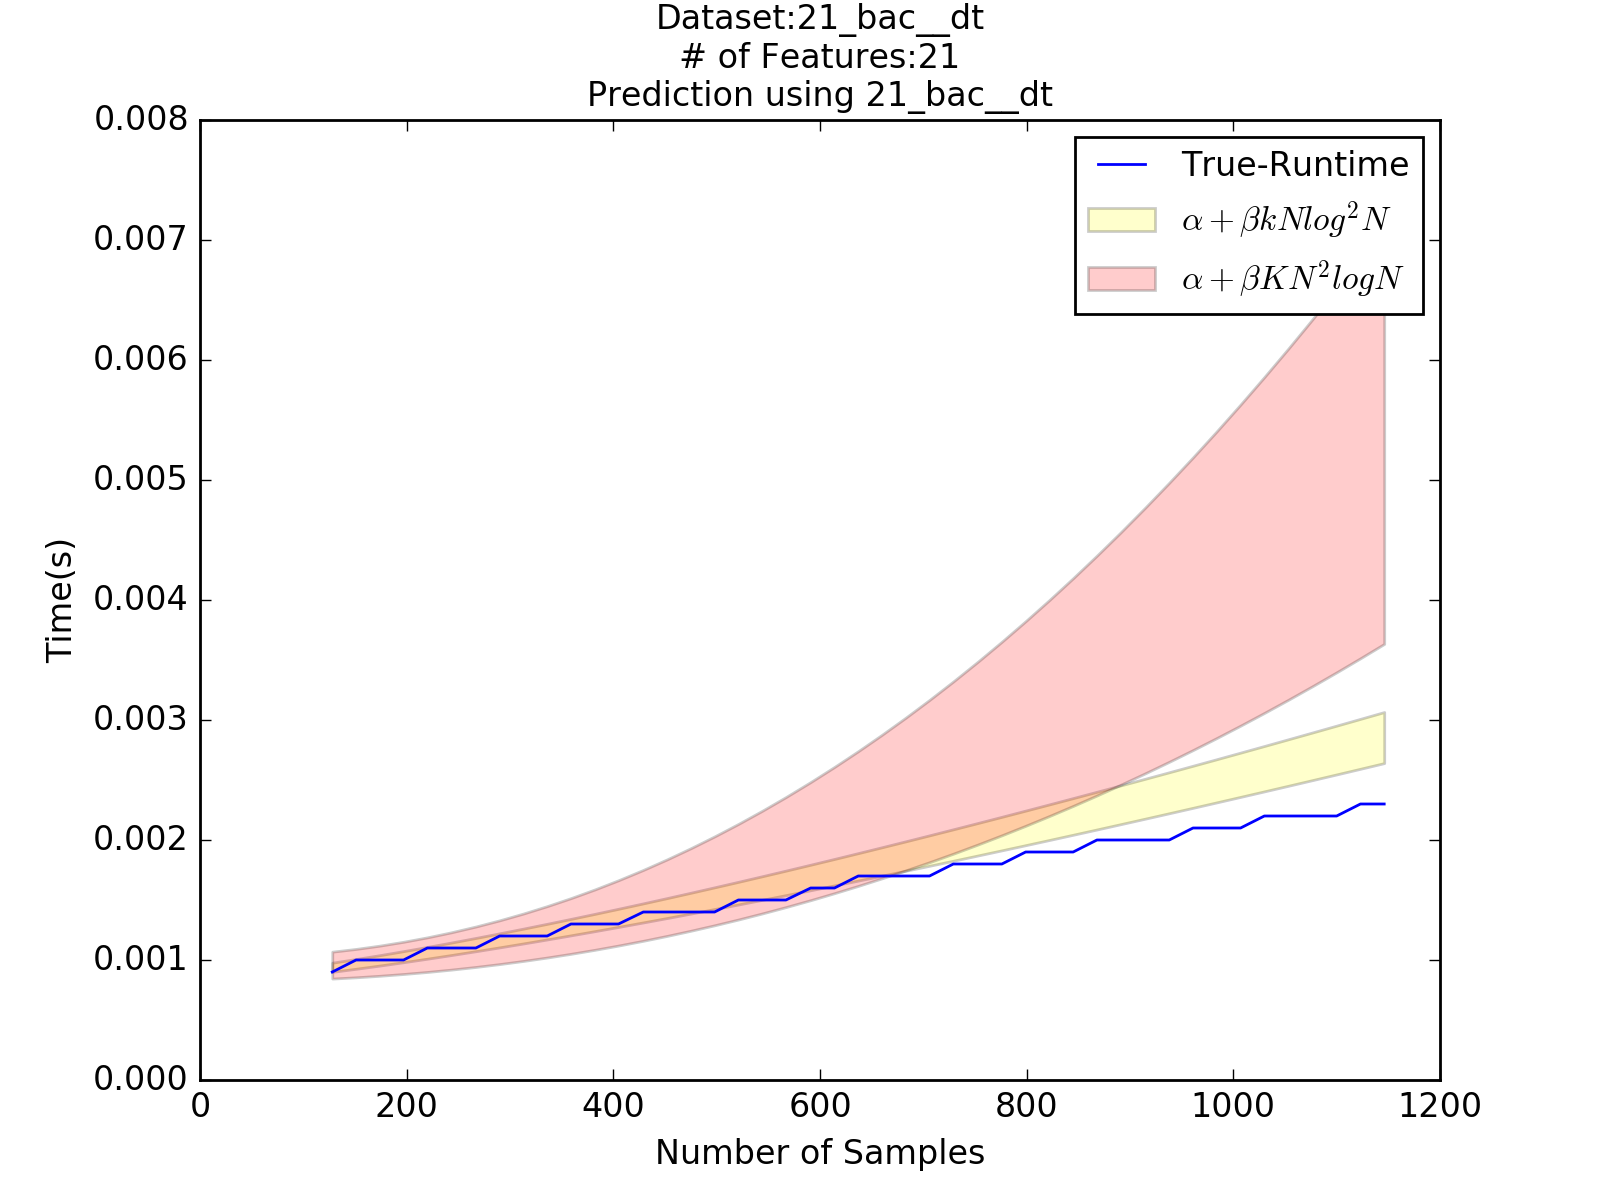 Dataset:21_bac__dt
# of Features:21
Prediction using 21_bac__dt
0.008
0.007
0.006
0.005
0.004
0.003
0.002
0.001
0.000
Time(s)
True-Runtime
α + βkNlog²N
α + βKN²logN
0 200 400 600 800 1000 1200
Number of Samples